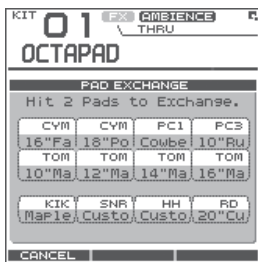 KIT 01 FX AMBIENCE
THRU
OCTAPAD
PAD EXCHANGE
Hit 2 Pads to Exchange.
CYM CYM PC1 PC3
16"Fa 18"Po Cowbe 10"Ru
TOM TOM TOM TOM
10"Ma 12"Ma 14"Ma 16"Ma
KIK SNR HH RD
Maple Custo Custo 20"Cu
CANCEL